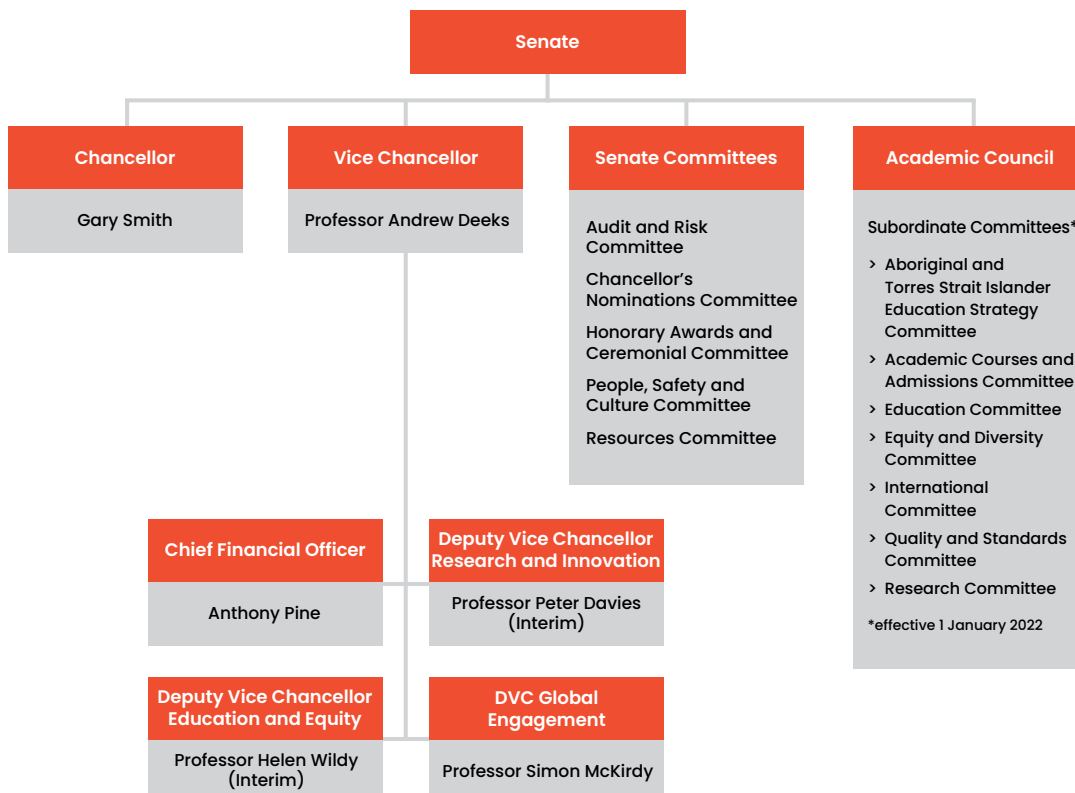 Senate
Chancellor
Gary Smith
Vice Chancellor
Professor Andrew Deeks
Senate Committees
Audit and Risk
Committee
Chancellor’s
Nominations Committee
Honorary Awards and
Ceremonial Committee
People, Safety and
Culture Committee
Resources Committee
Academic Council
Subordinate Committees*
> Aboriginal and
Torres Strait Islander
Education Strategy
Committee
> Academic Courses and
Admissions Committee
> Education Committee
> Equity and Diversity
Committee
> International
Committee
> Quality and Standards
Committee
> Research Committee
*effective 1 January 2022
Chief Financial Officer
Anthony Pine
Deputy Vice Chancellor
Research and Innovation
Professor Peter Davies
(Interim)
Deputy Vice Chancellor
Education and Equity
Professor Helen Wildy
(Interim)
DVC Global
Engagement
Professor Simon McKirdy